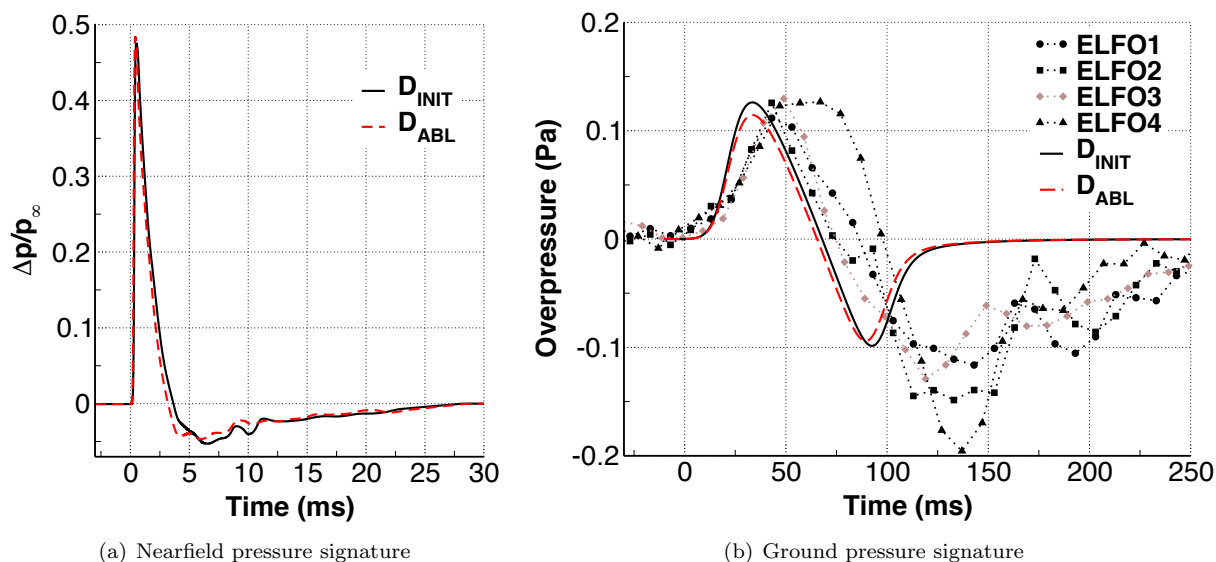 0.5
0.4
0.3
0.2
0.1
0
Δp/p∞
0 5 10 15 20 25 30
Time (ms)
D_INIT
D_ABL
(a) Nearfield pressure signature
0.2
0.1
0
-0.1
-0.2
Overpressure (Pa)
0 50 100 150 200 250
Time (ms)
ELFO1
ELFO2
ELFO3
ELFO4
D_INIT
D_ABL
(b) Ground pressure signature